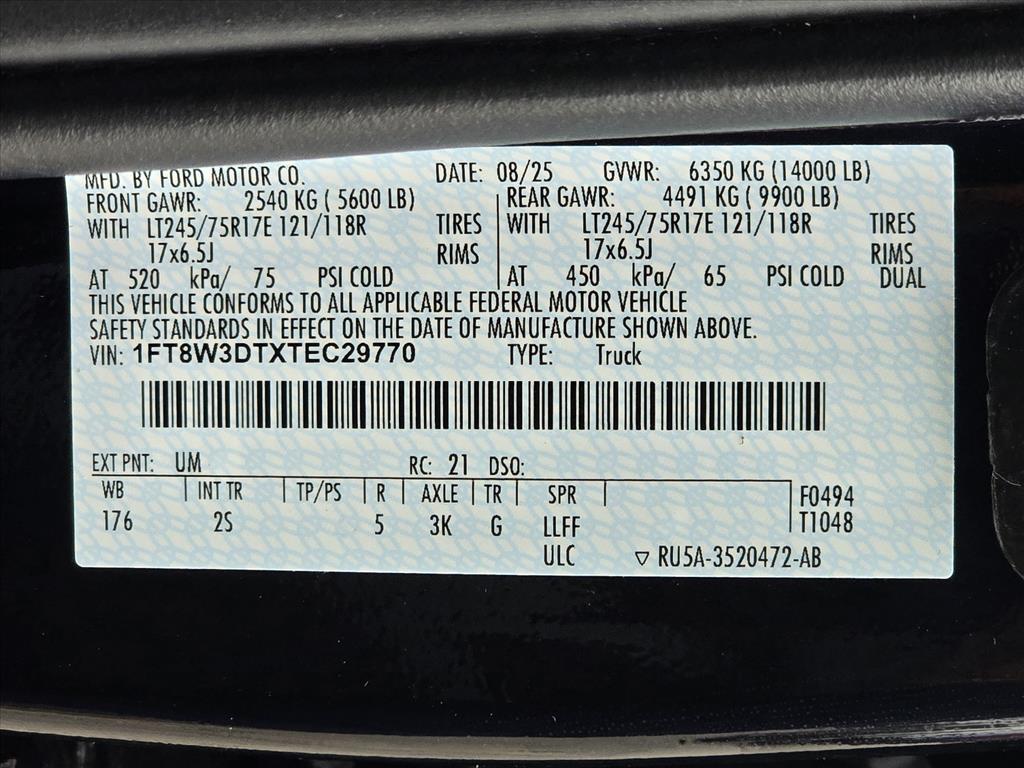 MFD. BY FORD MOTOR CO. DATE: 08/25 GVWR: 6350 KG (14000 LB)
FRONT GAWR: 2540 KG ( 5600 LB) REAR GAWR: 4491 KG ( 9900 LB)
WITH LT245/75R17E 121/118R TIRES WITH LT245/75R17E 121/118R TIRES
17x6.5J RIMS 17x6.5J RIMS
AT 520 kPa/ 75 PSI COLD AT 450 kPa/ 65 PSI COLD DUAL
THIS VEHICLE CONFORMS TO ALL APPLICABLE FEDERAL MOTOR VEHICLE
SAFETY STANDARDS IN EFFECT ON THE DATE OF MANUFACTURE SHOWN ABOVE.
VIN: 1FT8W3DTXTEC29770 TYPE: Truck
EXT PNT: UM RC: 21 DSO:
WB INT TR TP/PS R AXLE TR SPR F0494
176 2S 5 3K G LLFF T1048
ULC ▽ RU5A-3520472-AB